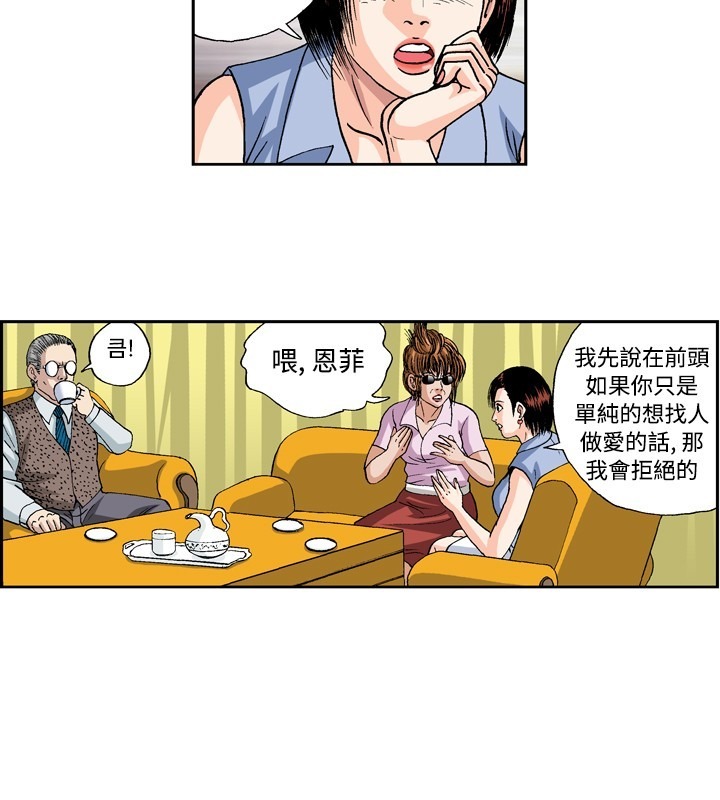 킁!
喂, 恩菲
我先說在前頭
如果你只是
單純的想找人
做愛的話, 那
我會拒絕的